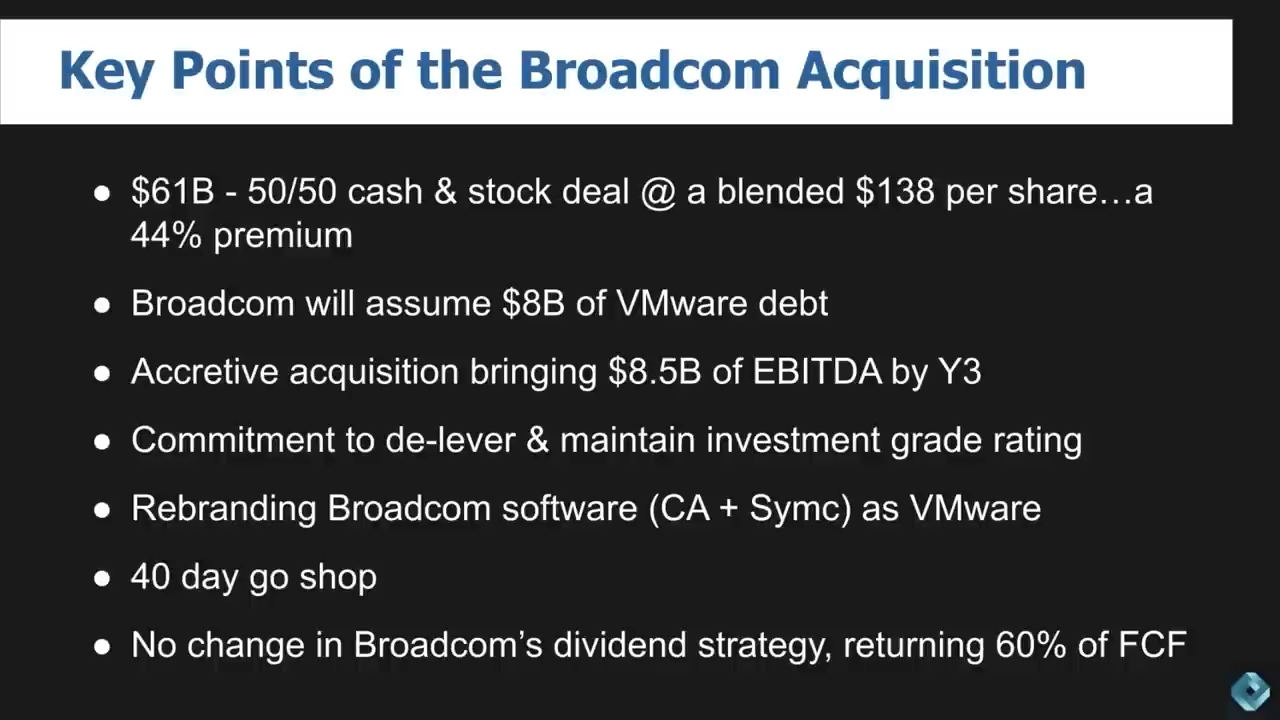 Key Points of the Broadcom Acquisition
● $61B - 50/50 cash & stock deal @ a blended $138 per share…a
44% premium
● Broadcom will assume $8B of VMware debt
● Accretive acquisition bringing $8.5B of EBITDA by Y3
● Commitment to de-lever & maintain investment grade rating
● Rebranding Broadcom software (CA + Symc) as VMware
● 40 day go shop
● No change in Broadcom’s dividend strategy, returning 60% of FCF